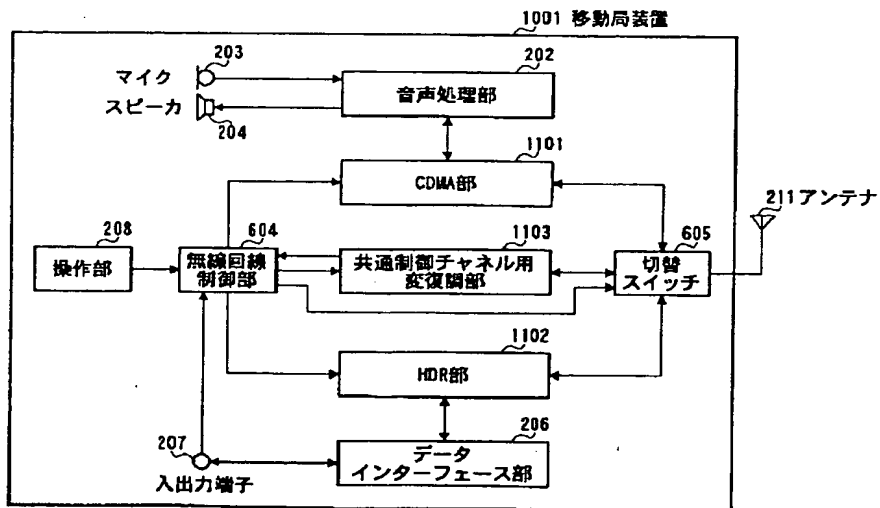 1001 移動局装置
203
マイク
スピーカ
204
202
音声処理部
1101
CDMA部
211 アンテナ
208
操作部
604
無線回線
制御部
1103
共通制御チャネル用
変復調部
605
切替
スイッチ
1102
HDR部
207
入出力端子
206
データ
インターフェース部